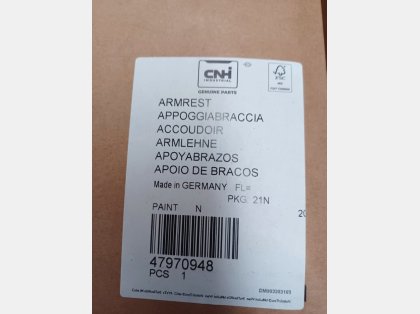 CNH
INDUSTRIAL
GENUINE PARTS
FSC
ARMREST
APPOGGIABRACCIA
ACCOUDOIR
ARMLEHNE
APOYABRAZOS
APOIO DE BRACOS
Made in GERMANY FL=
PKG. 21N
PAINT N
20
47970948
PCS 1